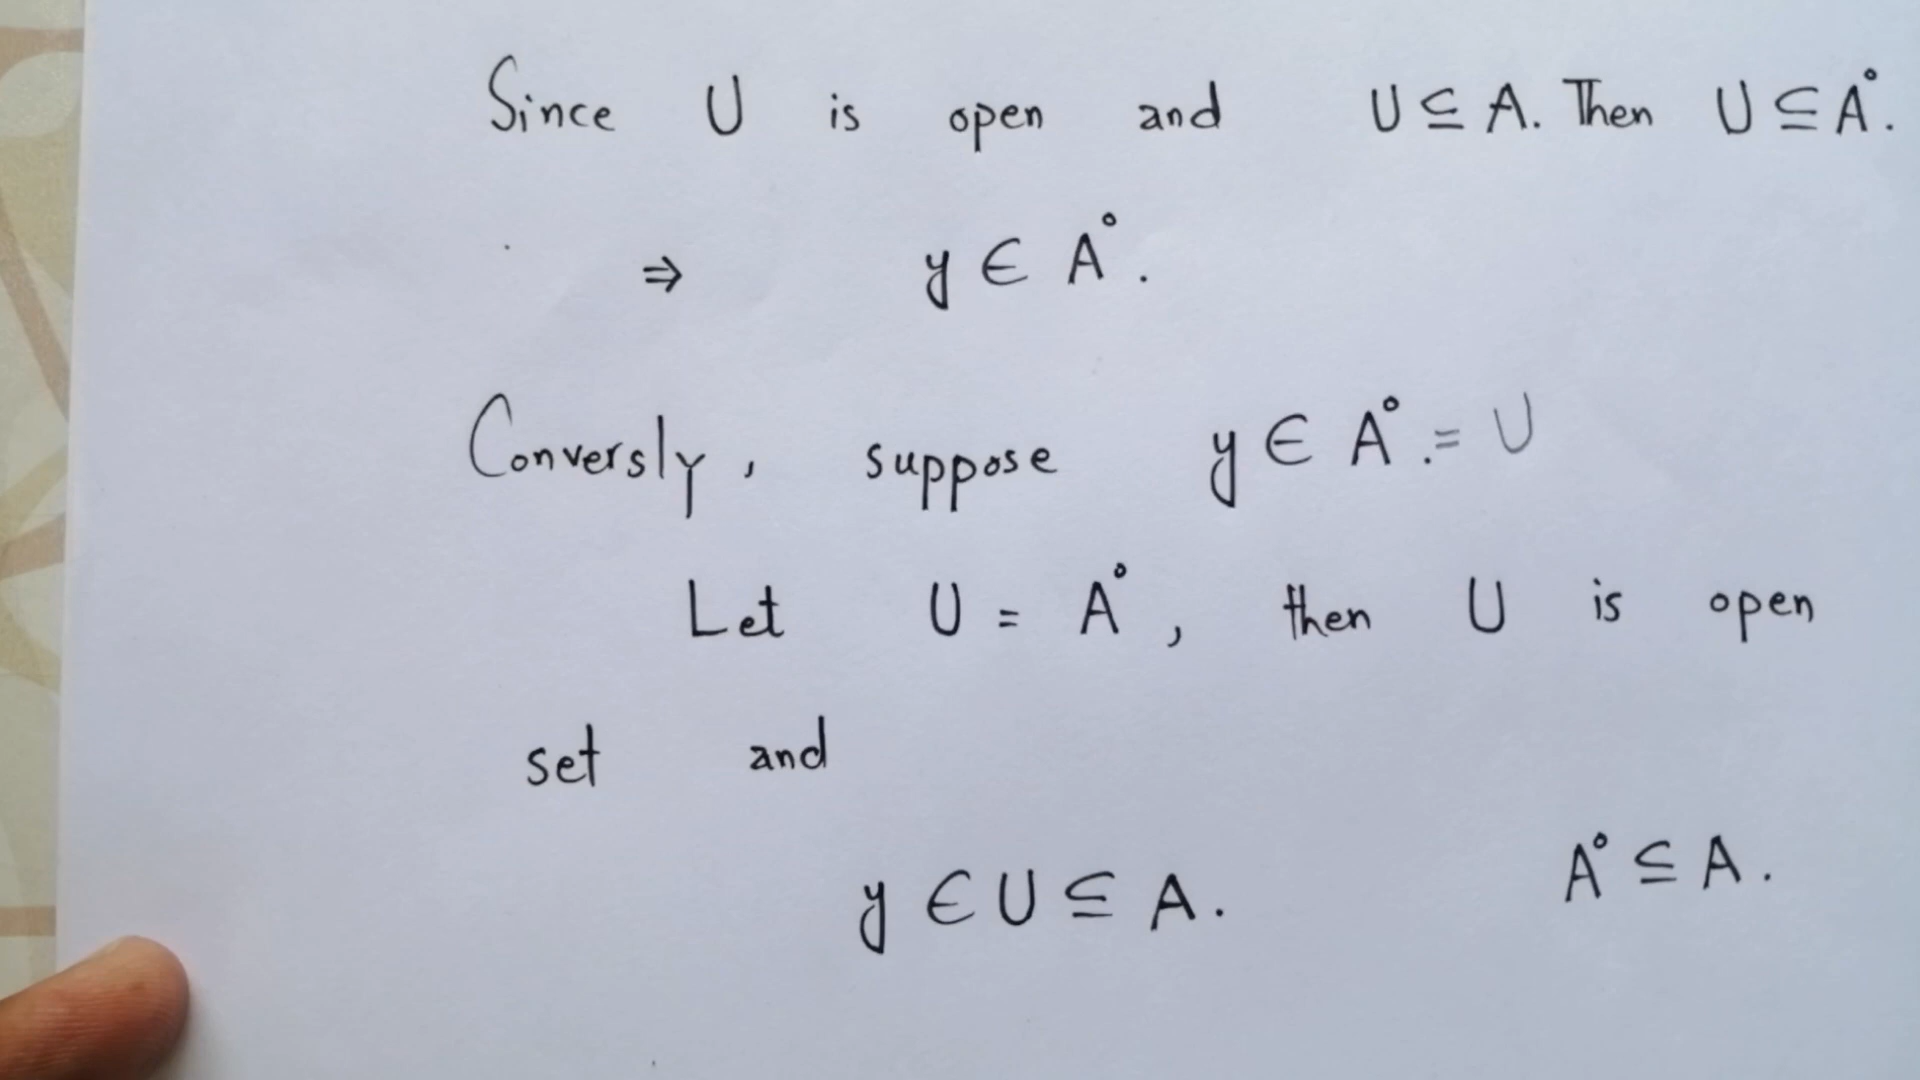 Since U is open and U ⊆ A. Then U ⊆ A°.
⇒ y ∈ A°.
Conversly, suppose y ∈ A°. = U
Let U = A°, then U is open
set and
y ∈ U ⊆ A. A° ⊆ A.